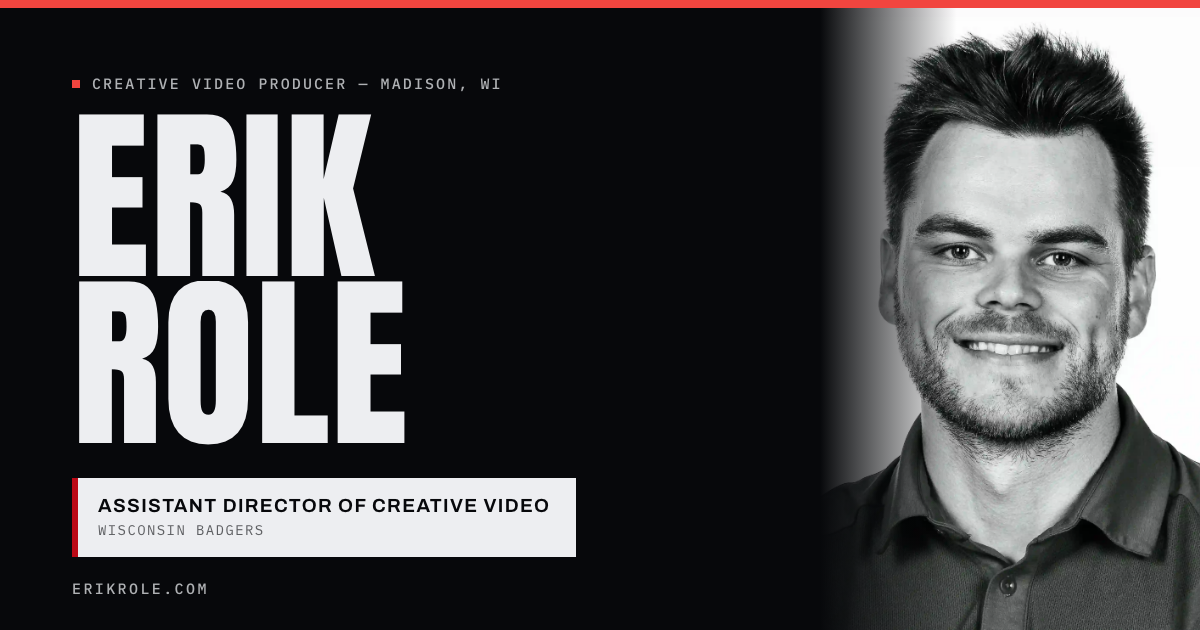 CREATIVE VIDEO PRODUCER — MADISON, WI
ERIK
ROLE
ASSISTANT DIRECTOR OF CREATIVE VIDEO
WISCONSIN BADGERS
ERIKROLE.COM